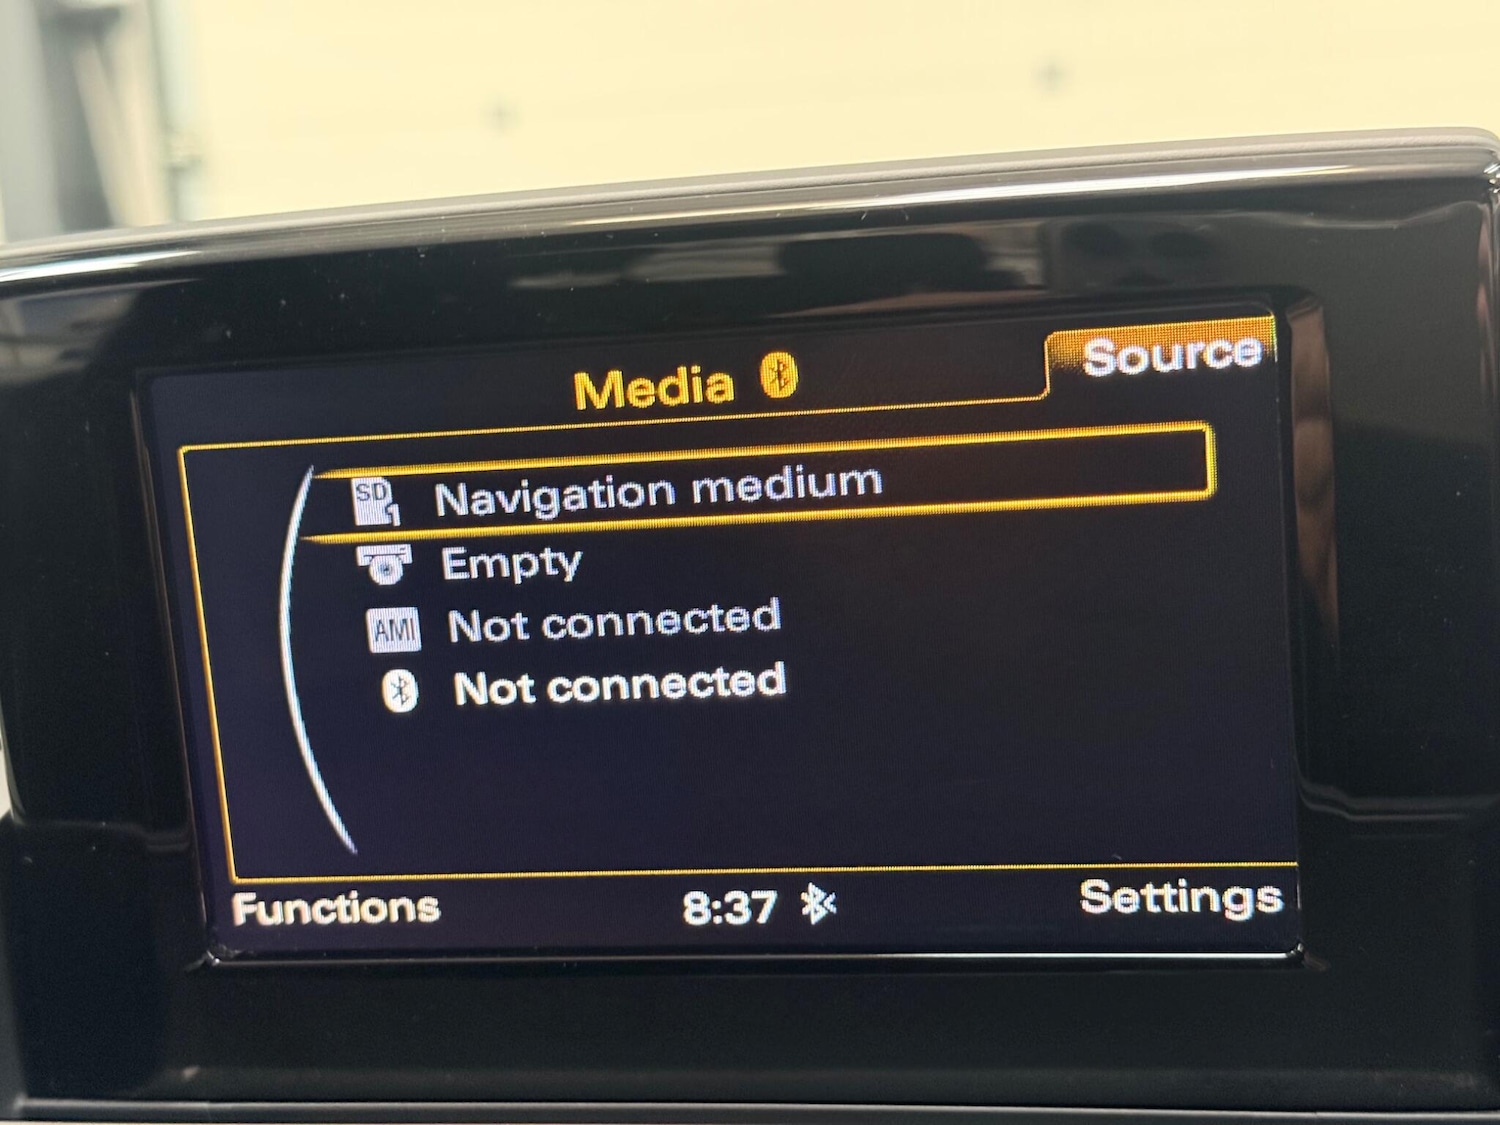 Media
Source
SD 1 Navigation medium
Empty
AMI Not connected
Not connected
Functions
8:37
Settings